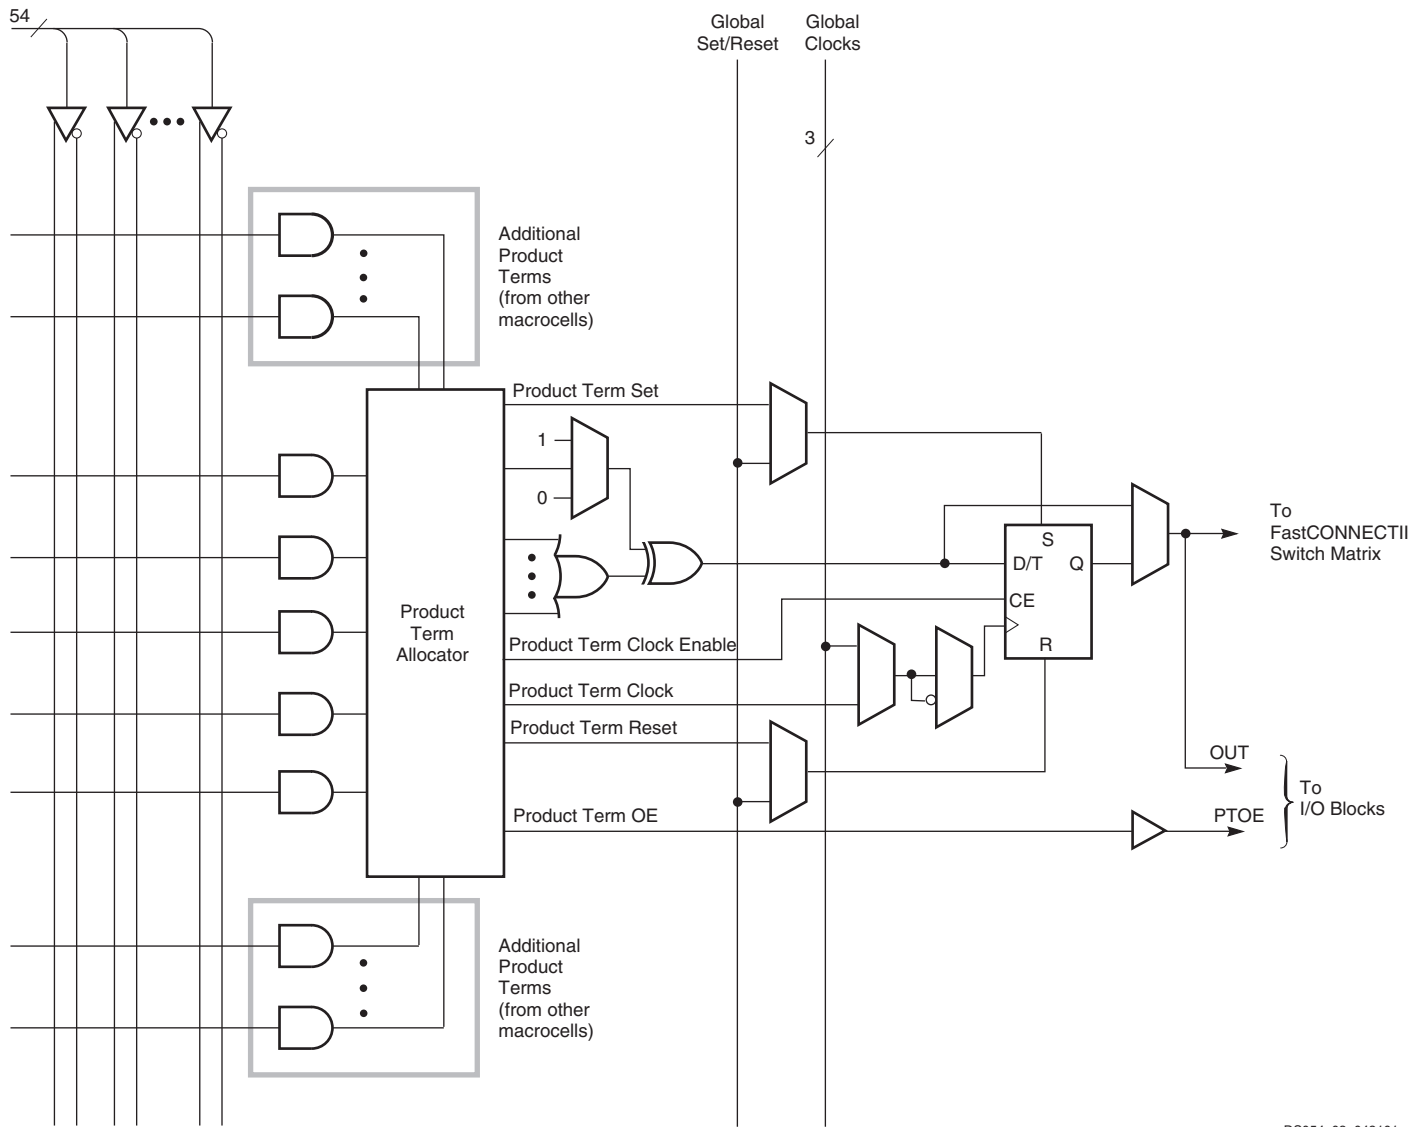 54
Global
Set/Reset
Global
Clocks
3
Additional
Product
Terms
(from other
macrocells)
Product Term Set
1
0
To
FastCONNECTII
Switch Matrix
S
D/T
Q
CE
R
Product
Term
Allocator
Product Term Clock Enable
Product Term Clock
Product Term Reset
Product Term OE
OUT
PTOE
To
I/O Blocks
Additional
Product
Terms
(from other
macrocells)